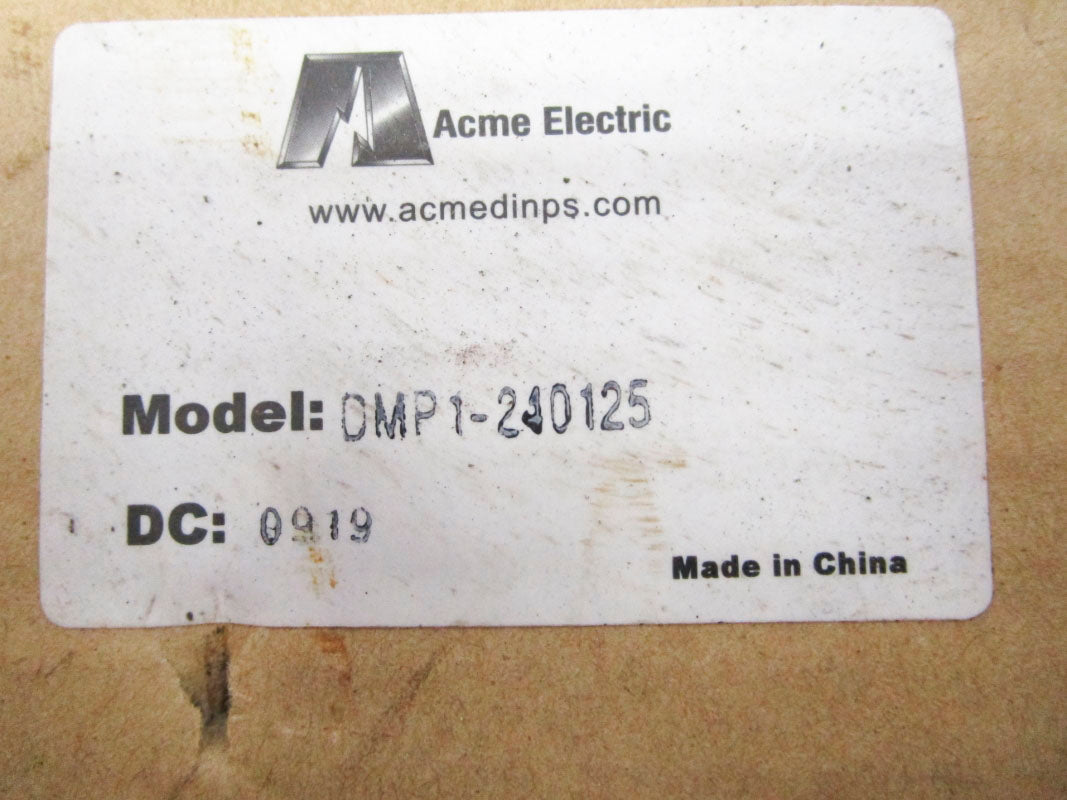 Acme Electric
www.acmedinps.com
Model: DMP1-240125
DC: 0919
Made in China